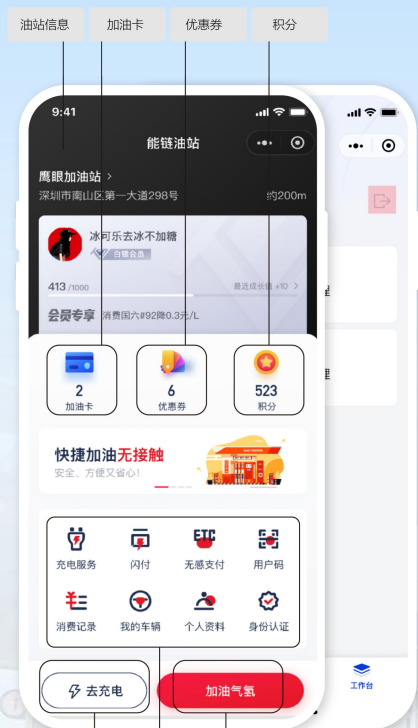 油站信息 加油卡 优惠券 积分
9:41
能链油站
鹰眼加油站 >
深圳市南山区第一大道298号 约200m
冰可乐去冰不加糖
白银会员
413 /1000 最近成长值 +10 >
会员专享 消费国六#92降0.3元/L
2 6 523
加油卡 优惠券 积分
快捷加油无接触
安全、方便又省心!
ETC
充电服务 闪付 无感支付 用户码
消费记录 我的车辆 个人资料 身份认证
去充电 加油气氢
理
理
工作台